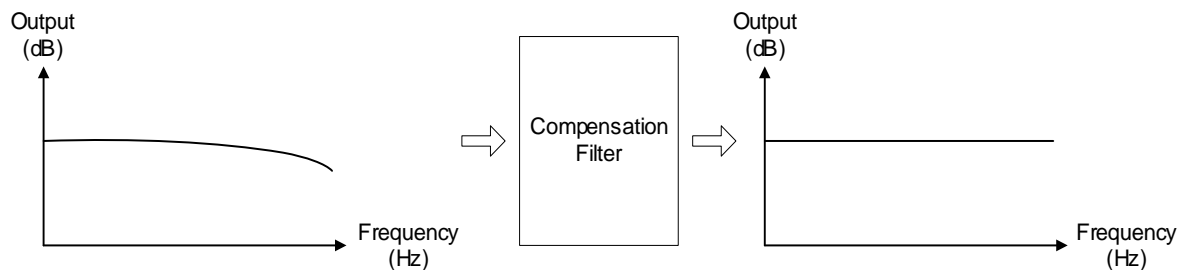 Output
(dB)
Frequency
(Hz)
Compensation
Filter
Output
(dB)
Frequency
(Hz)